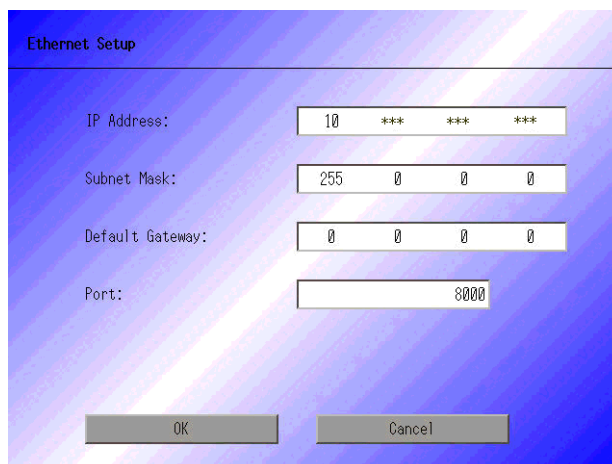 Ethernet Setup
IP Address: 10 *** *** ***
Subnet Mask: 255 0 0 0
Default Gateway: 0 0 0 0
Port: 8000
OK Cancel